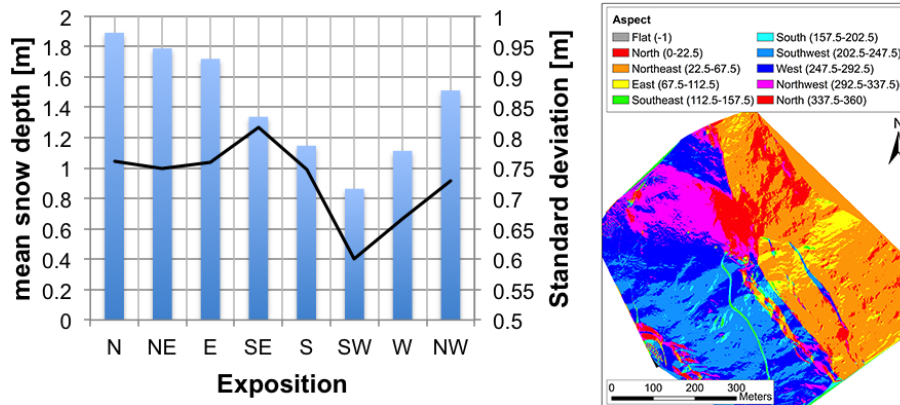 mean snow depth [m]
2
1.8
1.6
1.4
1.2
1
0.8
0.6
0.4
0.2
0
N NE E SE S SW W NW
Exposition
1
0.95
0.9
0.85
0.8
0.75
0.7
0.65
0.6
0.55
0.5
Standard deviation [m]
Aspect
Flat (-1)
North (0-22.5)
Northeast (22.5-67.5)
East (67.5-112.5)
Southeast (112.5-157.5)
South (157.5-202.5)
Southwest (202.5-247.5)
West (247.5-292.5)
Northwest (292.5-337.5)
North (337.5-360)
N
0 100 200 300
Meters